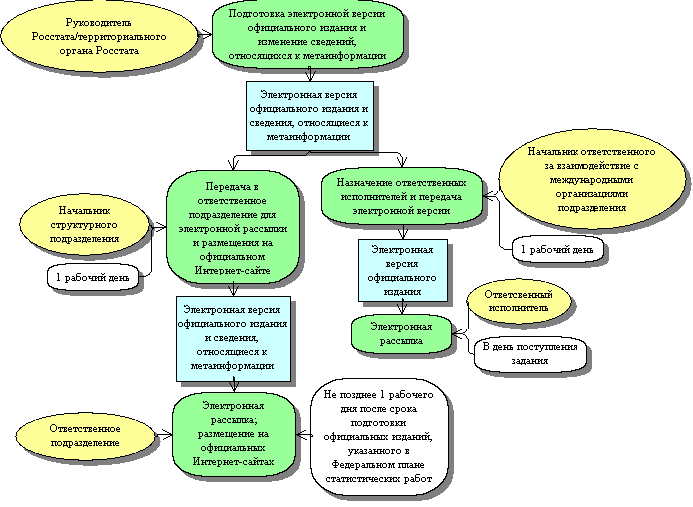 Руководитель
Росстата/территориального
органа Росстата
Подготовка электронной версии
официального издания и
изменение сведений,
относящихся к метаинформации
Электронная версия
официального издания и
сведения, относящиеся к
метаинформации
Начальник ответственного
за взаимодействие с
международными
организациями
подразделения
Передача в
ответственное
подразделение для
электронной рассылки
и размещения на
официальном
Интернет-сайте
Назначение ответственных
исполнителей и передача
электронной версии
Начальник
структурного
подразделения
1 рабочий день
1 рабочий день
Электронная
версия
официального
издания
Электронная версия
официального издания
и сведения,
относящиеся к
метаинформации
Ответсвенный
исполнитель
Электронная
рассылка
В день поступления
задания
Ответственное
подразделение
Электронная
рассылка;
размещение на
официальных
Интернет-сайтах
Не позднее 1 рабочего
дня после срока
подготовки
официальных изданий,
указанного в
Федеральном плане
статистических работ